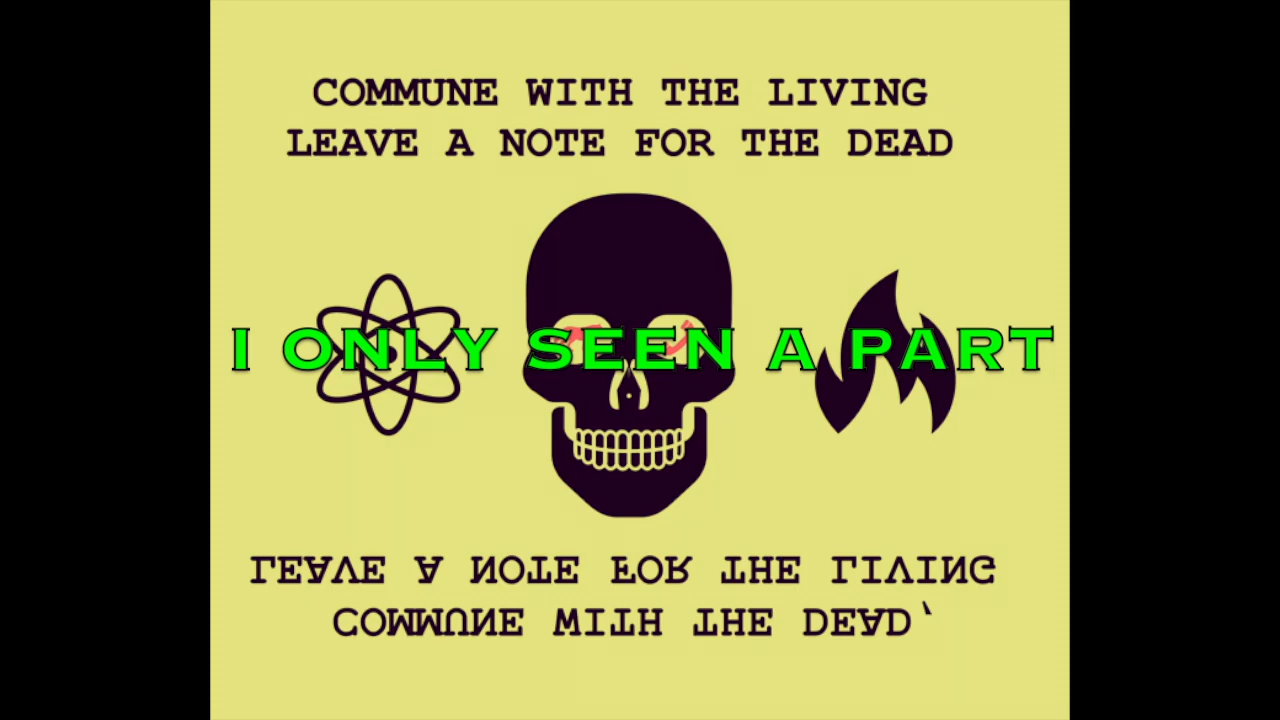 COMMUNE WITH THE LIVING
LEAVE A NOTE FOR THE DEAD
I ONLY SEEN A PART
LEAVE A NOTE FOR THE LIVING
COMMUNE WITH THE DEAD,